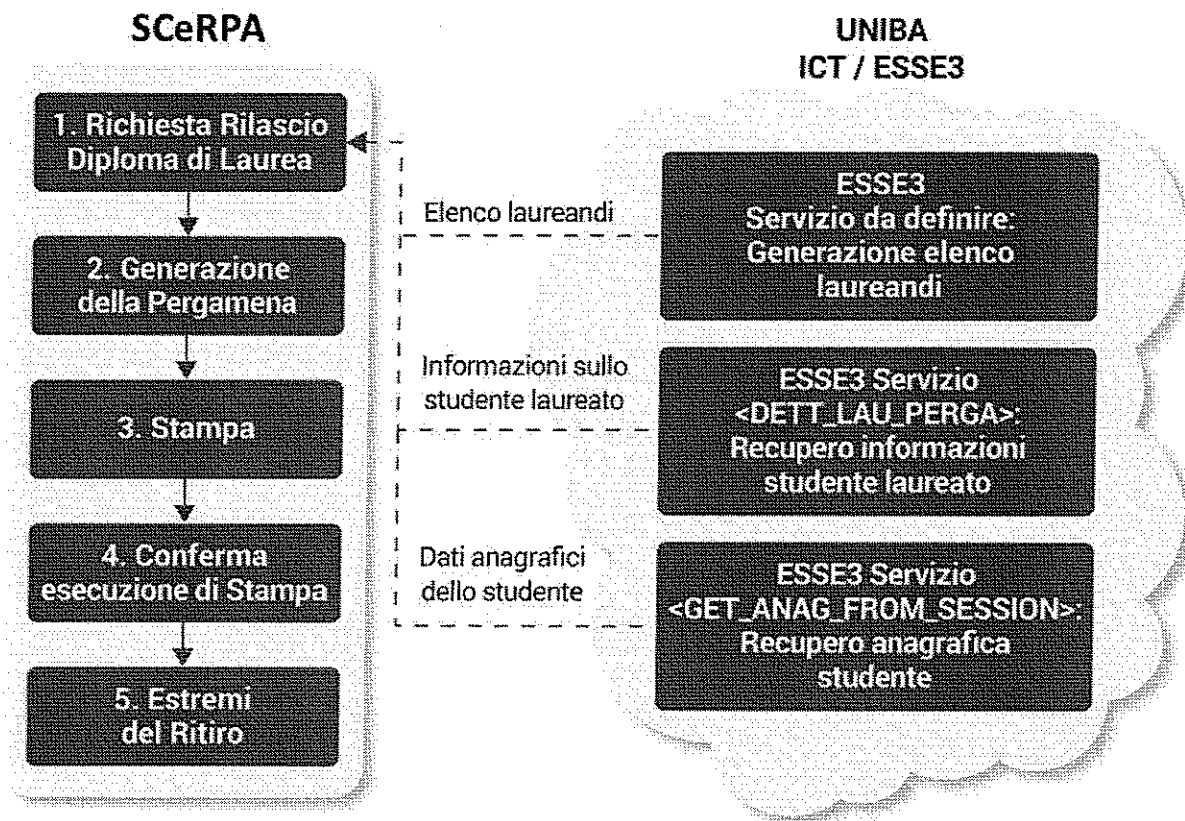 SCeRPA
1. Richiesta Rilascio
Diploma di Laurea
2. Generazione
della Pergamena
3. Stampa
4. Conferma
esecuzione di Stampa
5. Estremi
del Ritiro
Elenco laureandi
Informazioni sullo
studente laureato
Dati anagrafici
dello studente
UNIBA
ICT / ESSE3
ESSE3
Servizio da definire:
Generazione elenco
laureandi
ESSE3 Servizio
<DETT_LAU_PERGA>:
Recupero informazioni
studente laureato
ESSE3 Servizio
<GET_ANAG_FROM_SESSION>:
Recupero anagrafica
studente